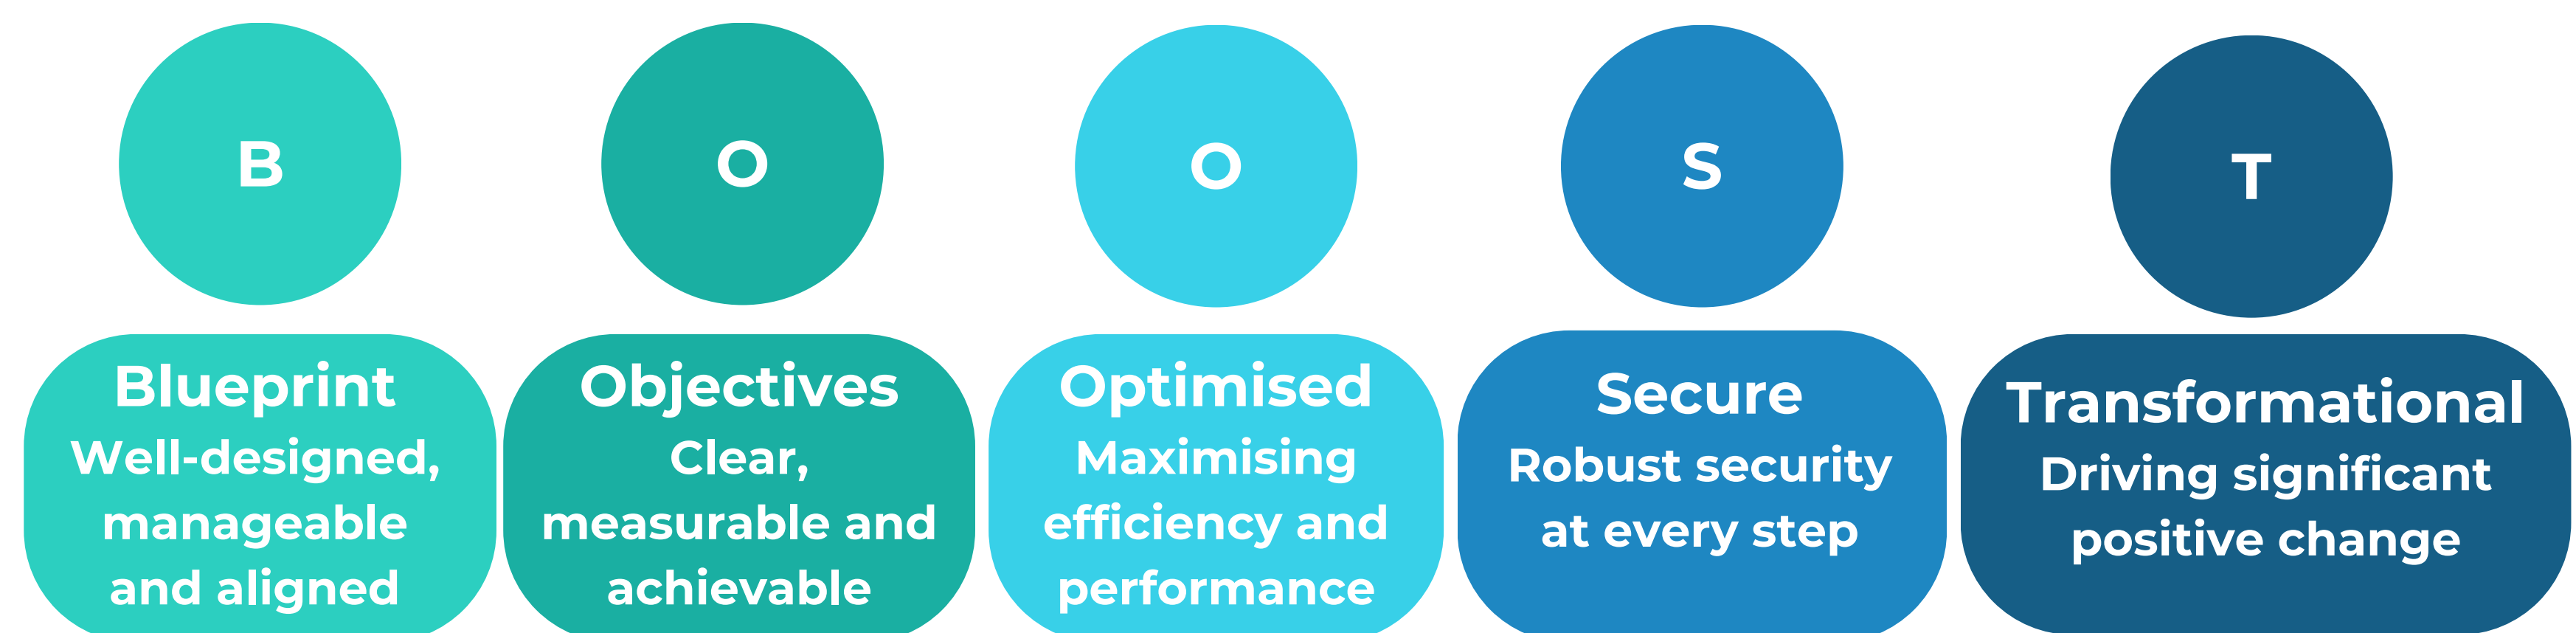 B
O
O
S
T
Blueprint
Well-designed,
manageable
and aligned
Objectives
Clear,
measurable and
achievable
Optimised
Maximising
efficiency and
performance
Secure
Robust security
at every step
Transformational
Driving significant
positive change